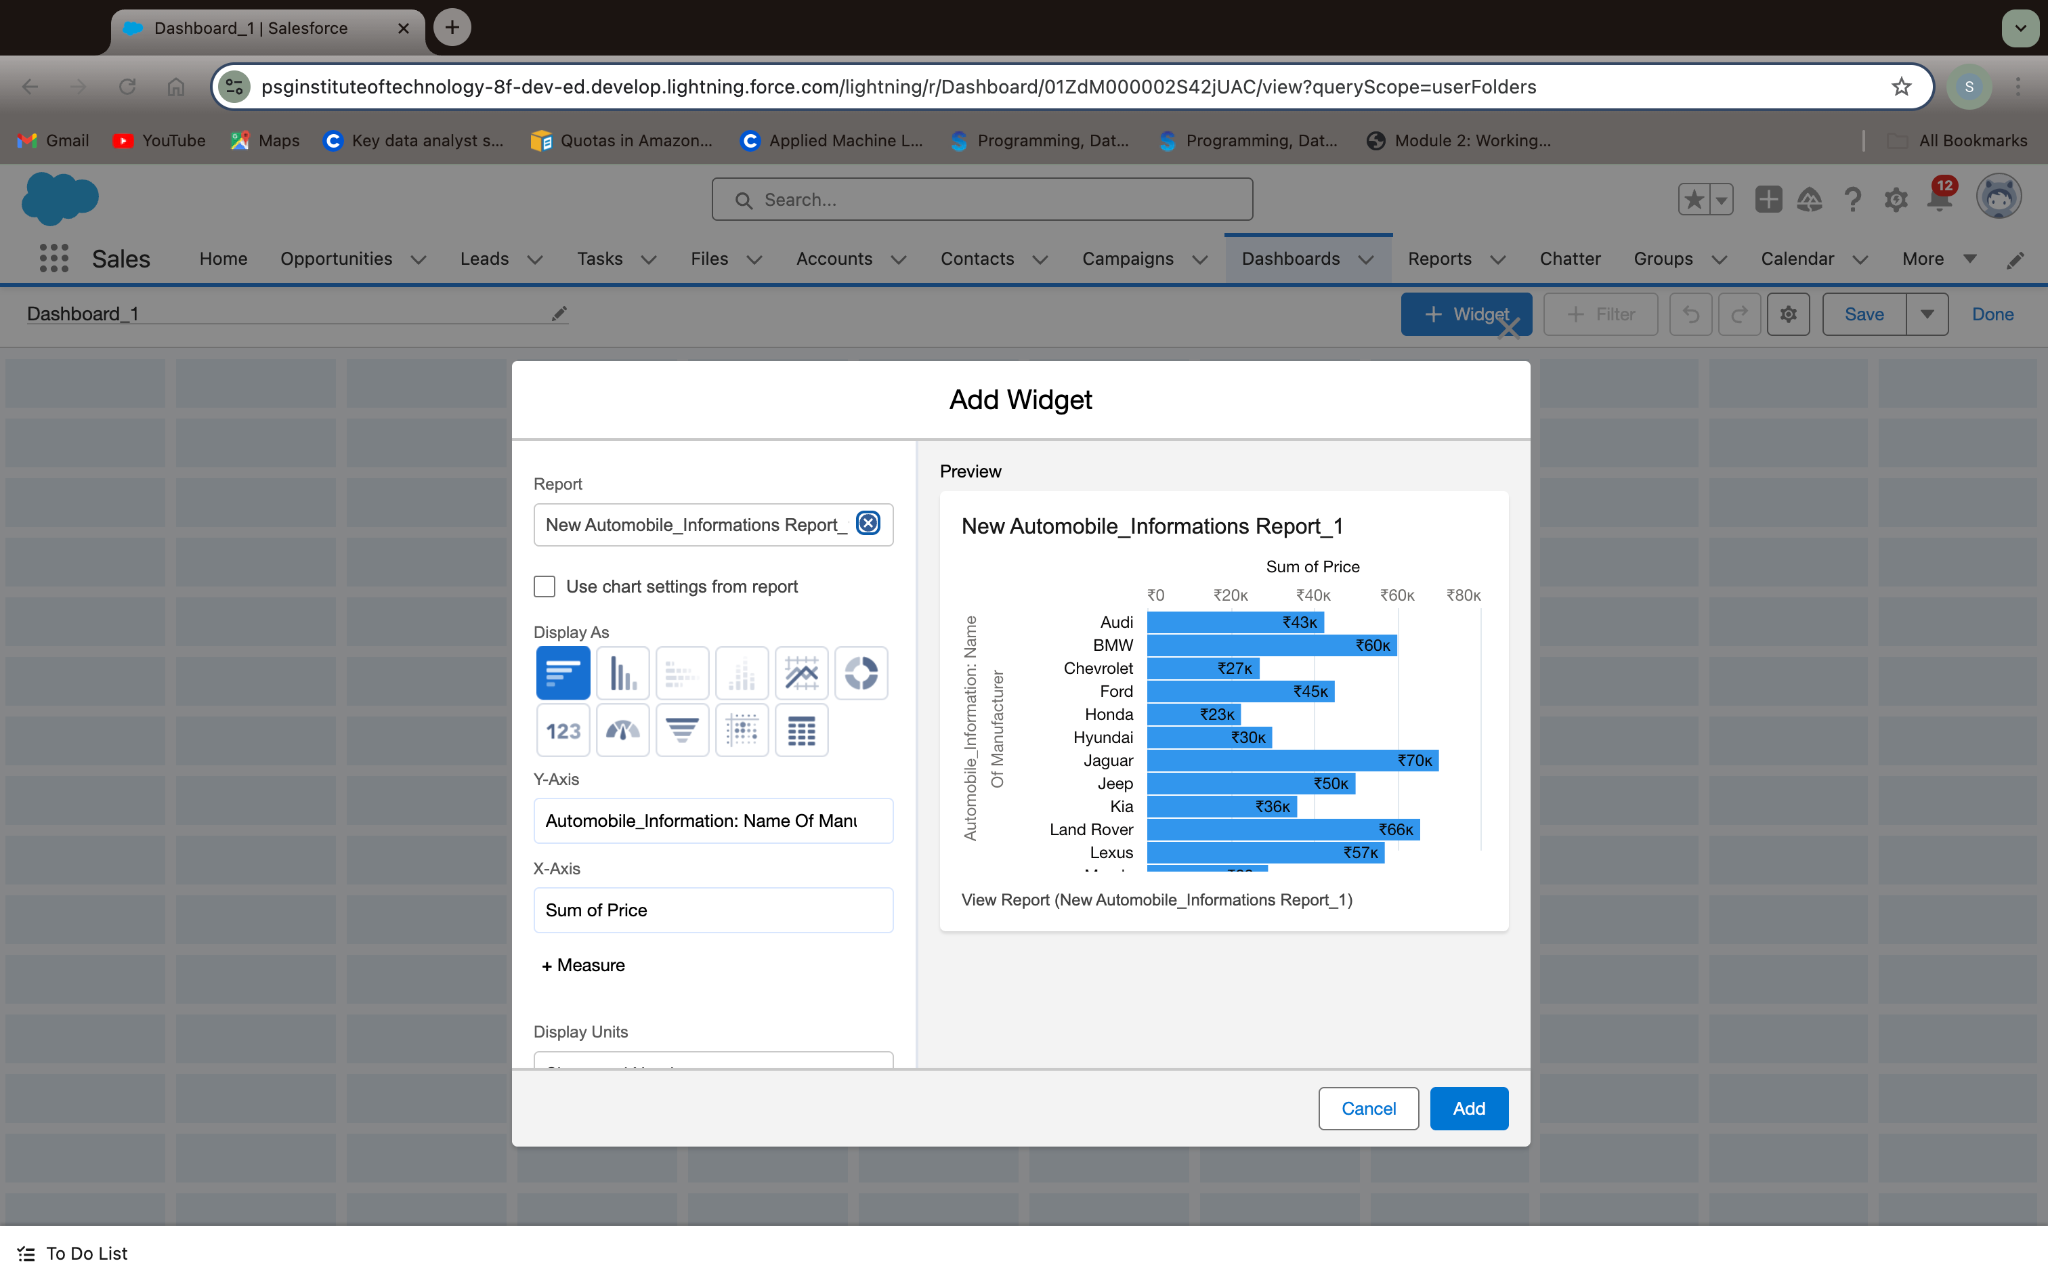 Dashboard_1 | Salesforce
psginstituteoftechnology-8f-dev-ed.develop.lightning.force.com/lightning/r/Dashboard/01ZdM000002S42jUAC/view?queryScope=userFolders
S
Gmail YouTube Maps Key data analyst s... Quotas in Amazon... Applied Machine L... Programming, Dat... Programming, Dat... Module 2: Working... All Bookmarks
Search...
12
Sales Home Opportunities Leads Tasks Files Accounts Contacts Campaigns Dashboards Reports Chatter Groups Calendar More
Dashboard_1
+ Widget + Filter Save Done
Add Widget
Report
New Automobile_Informations Report_
Use chart settings from report
Display As
123
Y-Axis
Automobile_Information: Name Of Manu
X-Axis
Sum of Price
+ Measure
Display Units
Preview
New Automobile_Informations Report_1
Sum of Price
₹0 ₹20K ₹40K ₹60K ₹80K
Automobile_Information: Name
Of Manufacturer
Audi ₹43K
BMW ₹60K
Chevrolet ₹27K
Ford ₹45K
Honda ₹23K
Hyundai ₹30K
Jaguar ₹70K
Jeep ₹50K
Kia ₹36K
Land Rover ₹66K
Lexus ₹57K
View Report (New Automobile_Informations Report_1)
Cancel Add
To Do List